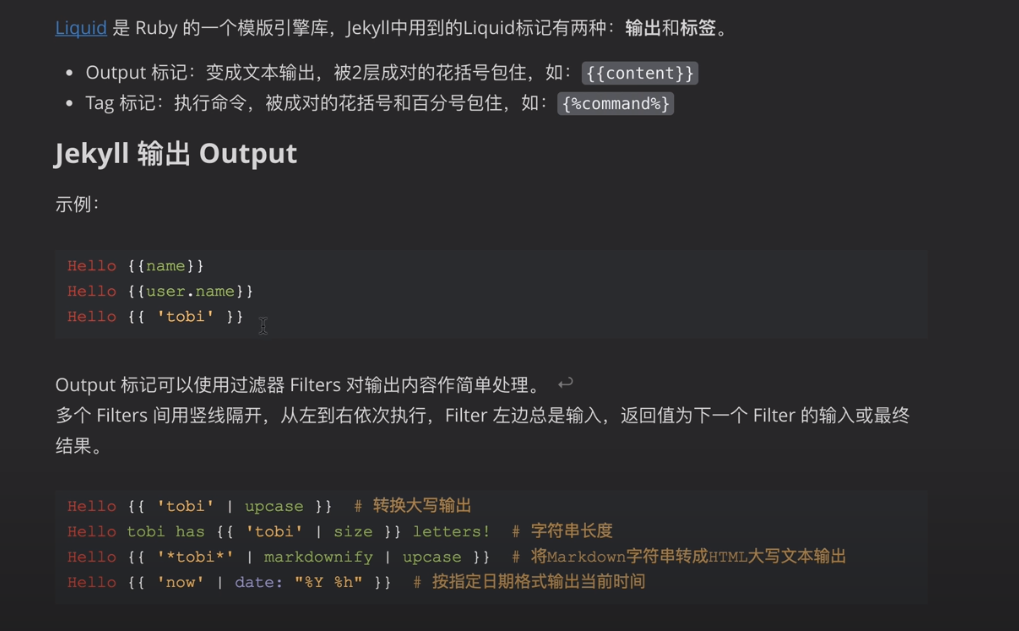 Liquid 是 Ruby 的一个模版引擎库，Jekyll中用到的Liquid标记有两种：输出和标签。
• Output 标记：变成文本输出，被2层成对的花括号包住，如：{{content}}
• Tag 标记：执行命令，被成对的花括号和百分号包住，如：{%command%}
Jekyll 输出 Output
示例：
Hello {{name}}
Hello {{user.name}}
Hello {{ 'tobi' }}
Output 标记可以使用过滤器 Filters 对输出内容作简单处理。
多个 Filters 间用竖线隔开，从左到右依次执行，Filter 左边总是输入，返回值为下一个 Filter 的输入或最终
结果。
Hello {{ 'tobi' | upcase }}  # 转换大写输出
Hello tobi has {{ 'tobi' | size }} letters!  # 字符串长度
Hello {{ '*tobi*' | markdownify | upcase }}  # 将Markdown字符串转成HTML大写文本输出
Hello {{ 'now' | date: "%Y %h" }}  # 按指定日期格式输出当前时间